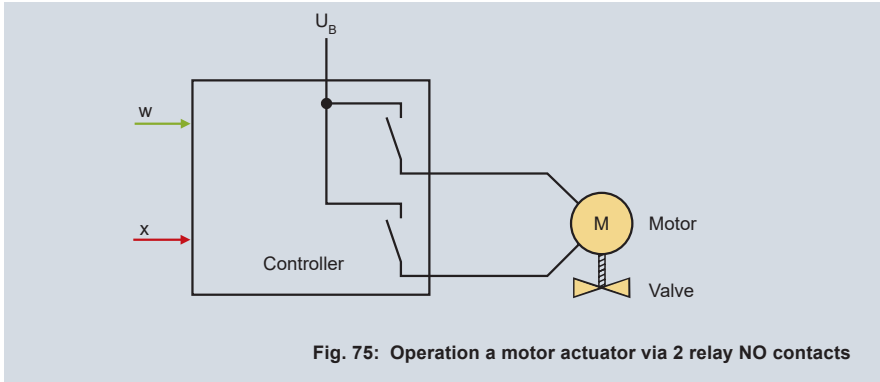 U_B
w
x
Controller
M
Motor
Valve
Fig. 75: Operation a motor actuator via 2 relay NO contacts